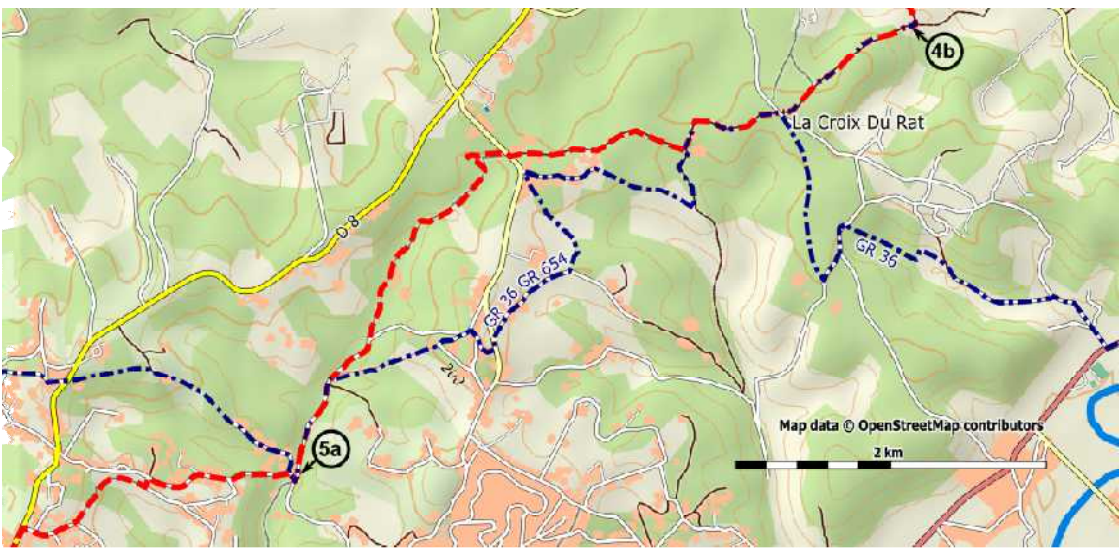 4b
La Croix Du Rat
D 8
GR 36
GR 36 GR 654
5a
Map data © OpenStreetMap contributors
2 km